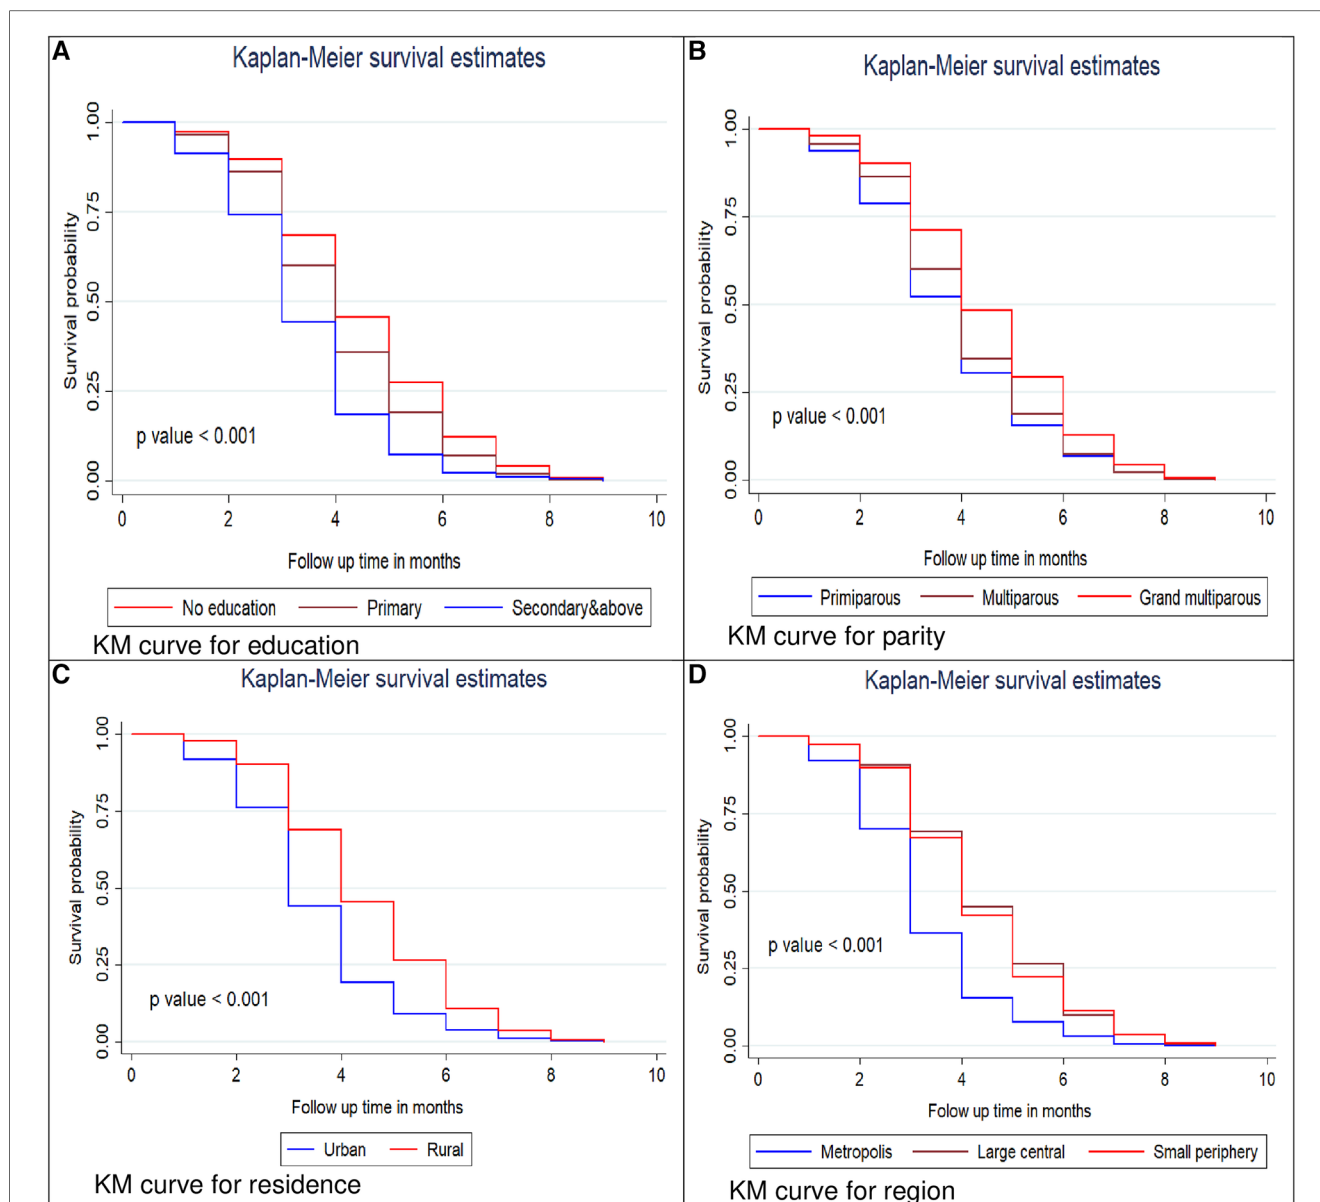 A
Kaplan-Meier survival estimates
Survival probability
1.00
0.75
0.50
0.25
0.00
p value < 0.001
0 2 4 6 8 10
Follow up time in months
No education Primary Secondary&above
KM curve for education
B
Kaplan-Meier survival estimates
Survival probability
1.00
0.75
0.50
0.25
0.00
p value < 0.001
0 2 4 6 8 10
Follow up time in months
Primiparous Multiparous Grand multiparous
KM curve for parity
C
Kaplan-Meier survival estimates
Survival probability
1.00
0.75
0.50
0.25
0.00
p value < 0.001
0 2 4 6 8 10
Follow up time in months
Urban Rural
KM curve for residence
D
Kaplan-Meier survival estimates
Survival probability
1.00
0.75
0.50
0.25
0.00
p value < 0.001
0 2 4 6 8 10
Folow up time in months
Metropolis Large central Small periphery
KM curve for region